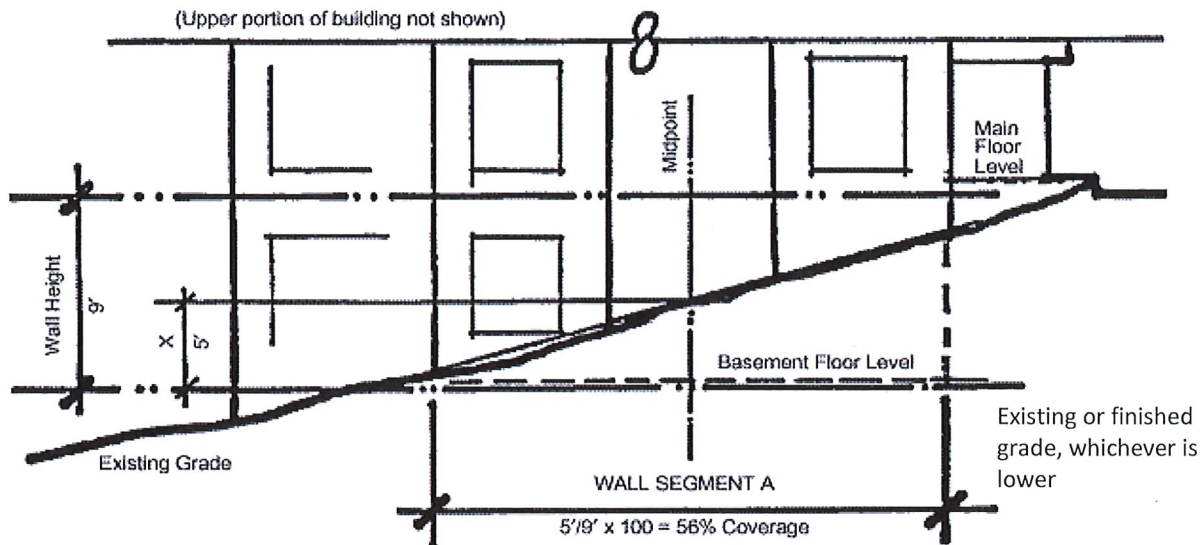 (Upper portion of building not shown)
8
Midpoint
Main
Floor
Level
Wall Height
9'
X
5'
Basement Floor Level
Existing Grade
Existing or finished
grade, whichever is
lower
WALL SEGMENT A
5'/9' x 100 = 56% Coverage